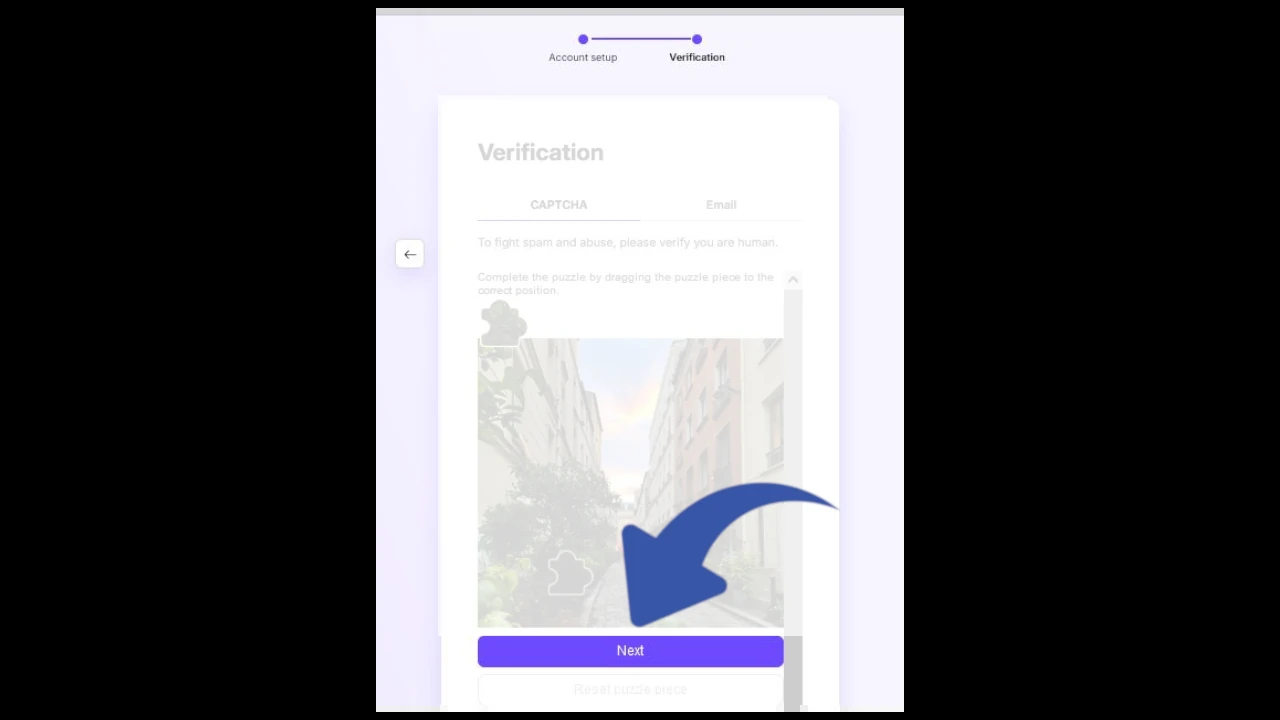 Account setup
Verification
Verification
CAPTCHA
Email
To fight spam and abuse, please verify you are human.
Complete the puzzle by dragging the puzzle piece to the
correct position.
Next
Reset puzzle piece